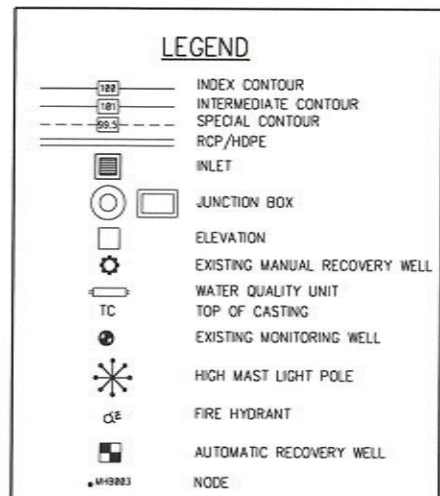 LEGEND
100 INDEX CONTOUR
101 INTERMEDIATE CONTOUR
99.5 SPECIAL CONTOUR
RCP/HDPE
INLET
JUNCTION BOX
ELEVATION
EXISTING MANUAL RECOVERY WELL
WATER QUALITY UNIT
TC TOP OF CASTING
EXISTING MONITORING WELL
HIGH MAST LIGHT POLE
FIRE HYDRANT
AUTOMATIC RECOVERY WELL
MHB003 NODE